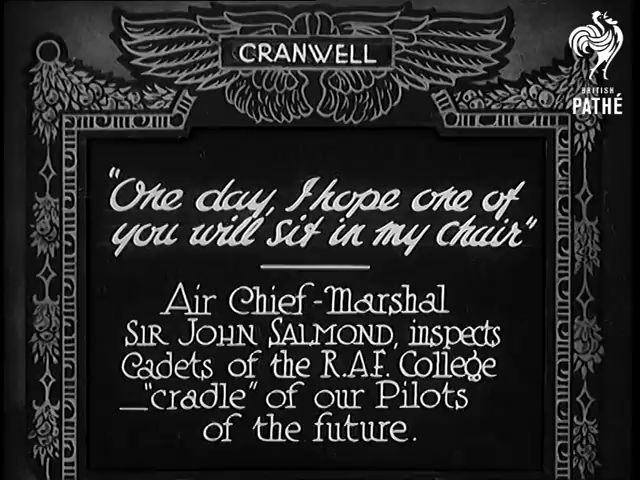 CRANWELL
BRITISH
PATHÉ
"One day, I hope one of
you will sit in my chair"
Air Chief-Marshal
SIR JOHN SALMOND, inspects
Cadets of the R.A.F. College
—"cradle" of our Pilots
of the future.